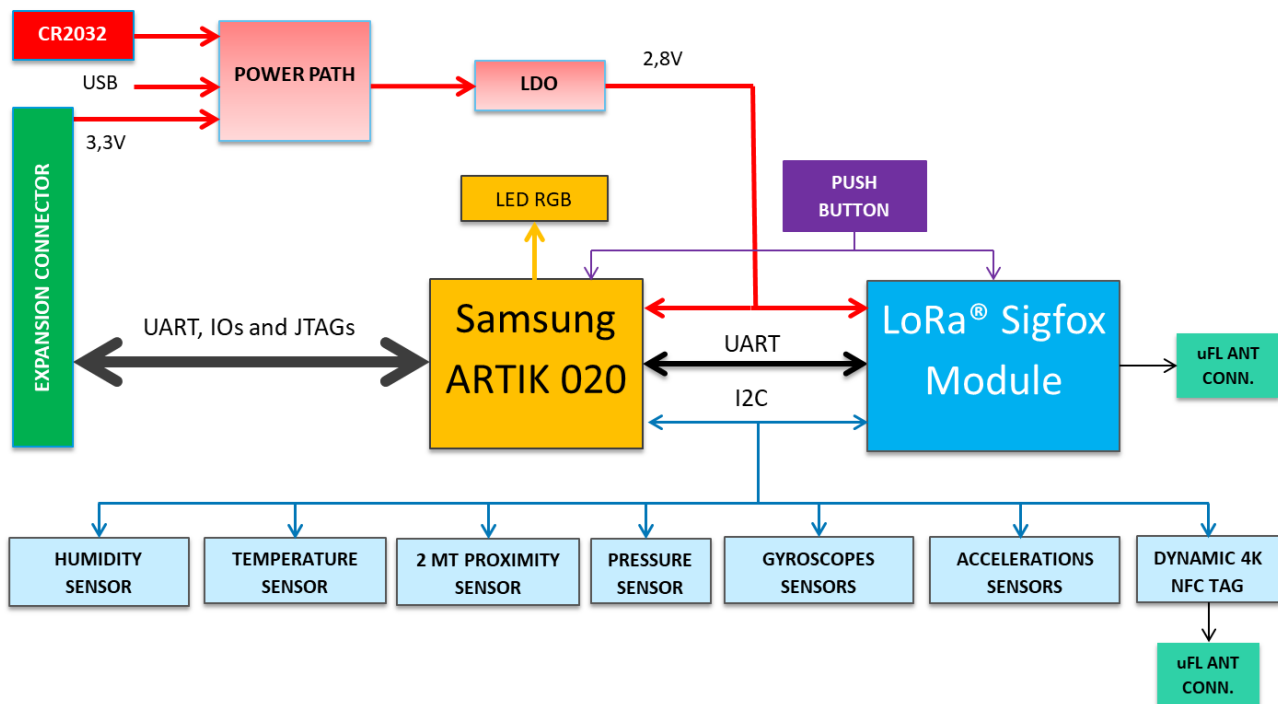 CR2032
USB
3,3V
POWER PATH
LDO
2,8V
EXPANSION CONNECTOR
LED RGB
PUSH
BUTTON
UART, IOs and JTAGs
Samsung
ARTIK 020
UART
I2C
LoRa® Sigfox
Module
uFL ANT
CONN.
HUMIDITY
SENSOR
TEMPERATURE
SENSOR
2 MT PROXIMITY
SENSOR
PRESSURE
SENSOR
GYROSCOPES
SENSORS
ACCELERATIONS
SENSORS
DYNAMIC 4K
NFC TAG
uFL ANT
CONN.